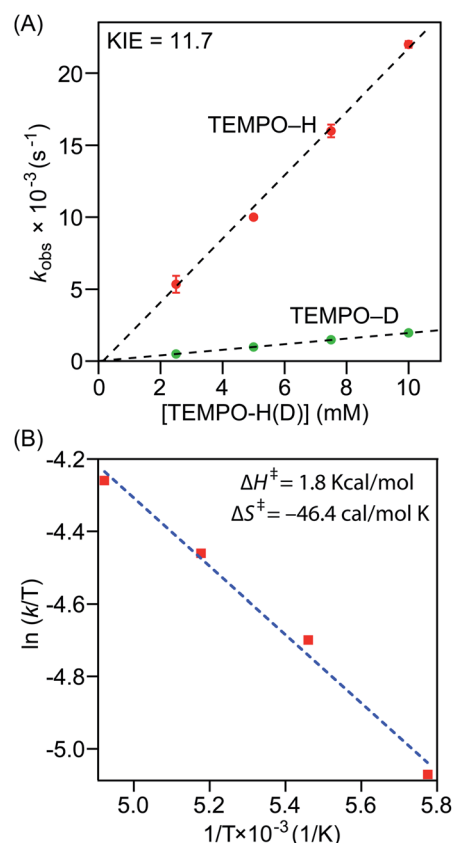 (A)
KIE = 11.7
TEMPO–H
TEMPO–D
k_obs × 10⁻³ (s⁻¹)
20
15
10
5
0
0 2 4 6 8 10
[TEMPO-H(D)] (mM)
(B)
ΔH‡ = 1.8 Kcal/mol
ΔS‡ = –46.4 cal/mol K
ln (k/T)
-4.2
-4.4
-4.6
-4.8
-5.0
5.0 5.2 5.4 5.6 5.8
1/T×10⁻³ (1/K)